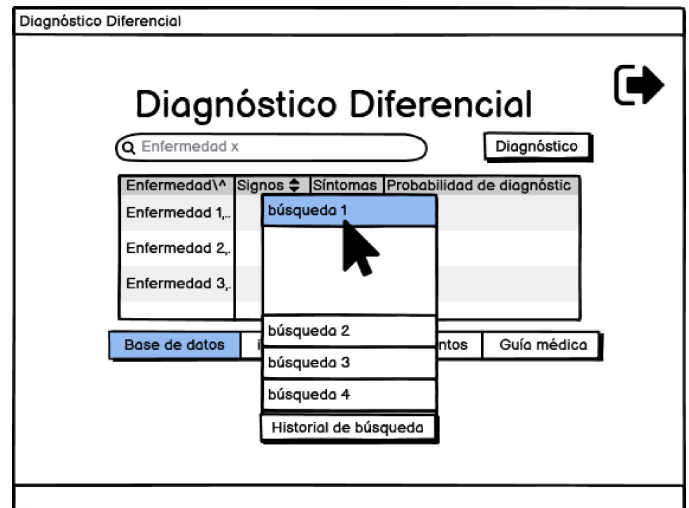 Diagnóstico Diferencial
Diagnóstico Diferencial
Enfermedad x
Diagnóstico
Enfermedad\^ Signos Síntomas Probabilidad de diagnóstic
Enfermedad 1,.
búsqueda 1
Enfermedad 2,.
Enfermedad 3,.
búsqueda 2
Base de datos ntos Guía médica
búsqueda 3
búsqueda 4
Historial de búsqueda